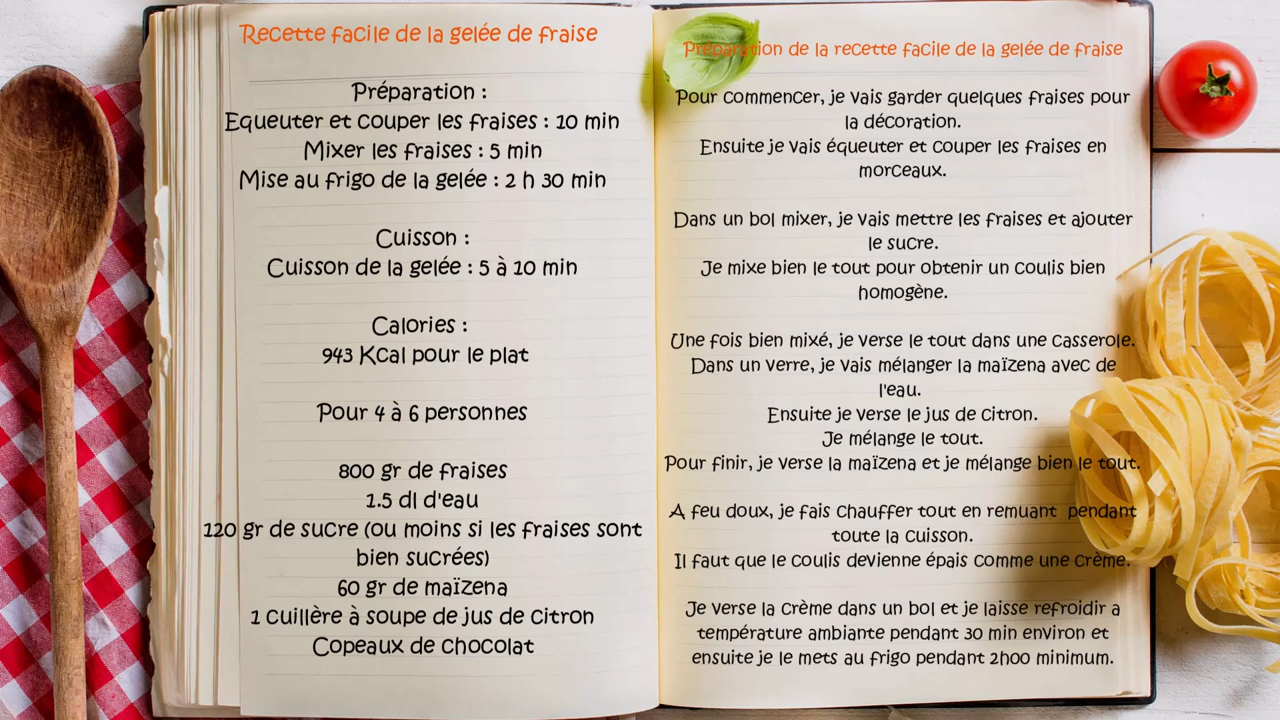 Recette facile de la gelée de fraise
Préparation :
Equeuter et couper les fraises : 10 min
Mixer les fraises : 5 min
Mise au frigo de la gelée : 2 h 30 min
Cuisson :
Cuisson de la gelée : 5 à 10 min
Calories :
943 Kcal pour le plat
Pour 4 à 6 personnes
800 gr de fraises
1.5 dl d'eau
120 gr de sucre (ou moins si les fraises sont
bien sucrées)
60 gr de maïzena
1 cuillère à soupe de jus de citron
Copeaux de chocolat
Préparation de la recette facile de la gelée de fraise
Pour commencer, je vais garder quelques fraises pour
la décoration.
Ensuite je vais équeuter et couper les fraises en
morceaux.
Dans un bol mixer, je vais mettre les fraises et ajouter
le sucre.
Je mixe bien le tout pour obtenir un coulis bien
homogène.
Une fois bien mixé, je verse le tout dans une casserole.
Dans un verre, je vais mélanger la maïzena avec de
l'eau.
Ensuite je verse le jus de citron.
Je mélange le tout.
Pour finir, je verse la maïzena et je mélange bien le tout.
A feu doux, je fais chauffer tout en remuant pendant
toute la cuisson.
Il faut que le coulis devienne épais comme une crème.
Je verse la crème dans un bol et je laisse refroidir a
température ambiante pendant 30 min environ et
ensuite je le mets au frigo pendant 2h00 minimum.